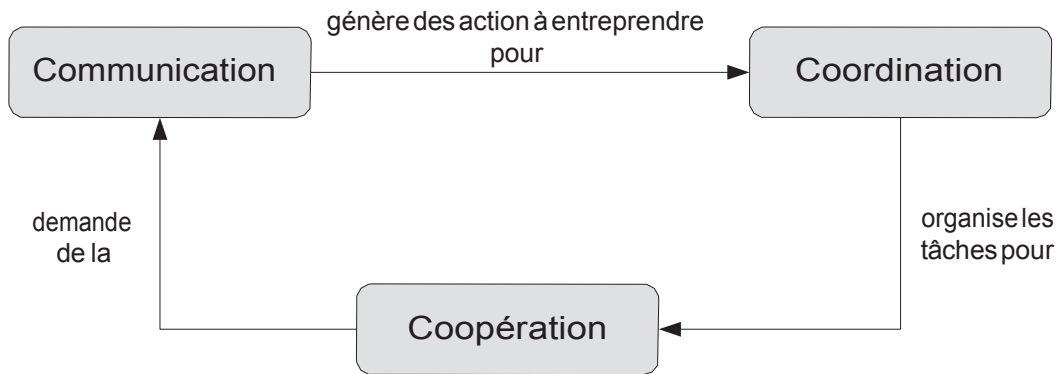 génère des action à entreprendre
pour
Communication
Coordination
demande
de la
organise les
tâches pour
Coopération